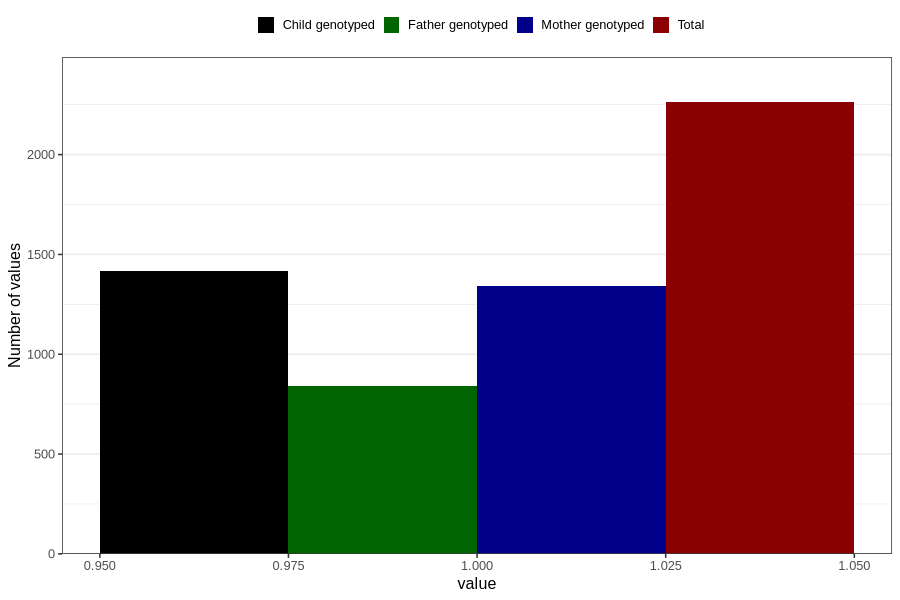 Child genotyped Father genotyped Mother genotyped Total
Number of values
2000
1500
1000
500
0
0.950 0.975 1.000 1.025 1.050
value